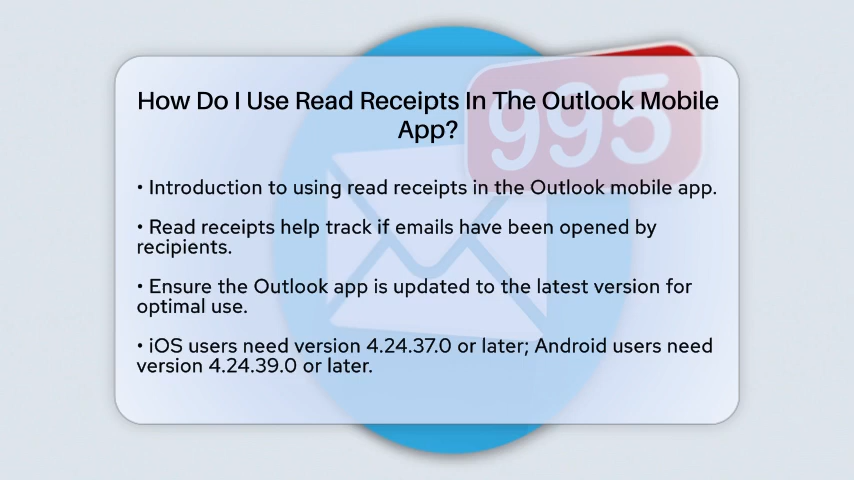 How Do I Use Read Receipts In The Outlook Mobile
App?
995
• Introduction to using read receipts in the Outlook mobile app.
• Read receipts help track if emails have been opened by
recipients.
• Ensure the Outlook app is updated to the latest version for
optimal use.
• iOS users need version 4.24.37.0 or later; Android users need
version 4.24.39.0 or later.